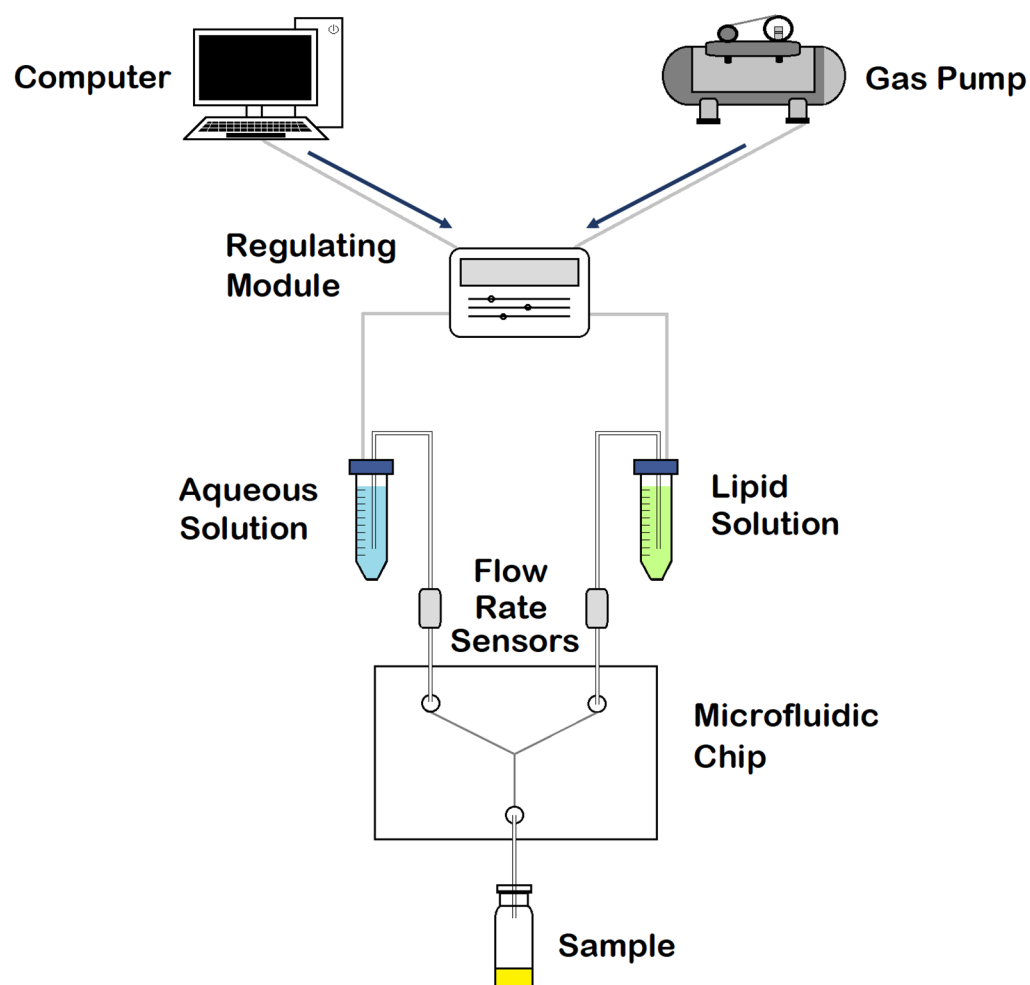 Computer
Gas Pump
Regulating
Module
Aqueous
Solution
Lipid
Solution
Flow
Rate
Sensors
Microfluidic
Chip
Sample